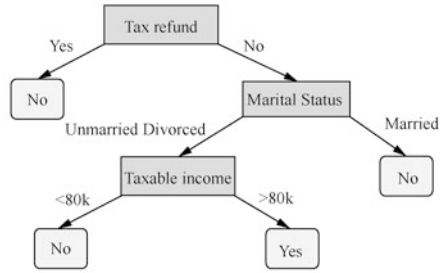 Tax refund
Yes
No
No
Marital Status
Unmarried Divorced
Married
Taxable income
No
<80k
>80k
No
Yes